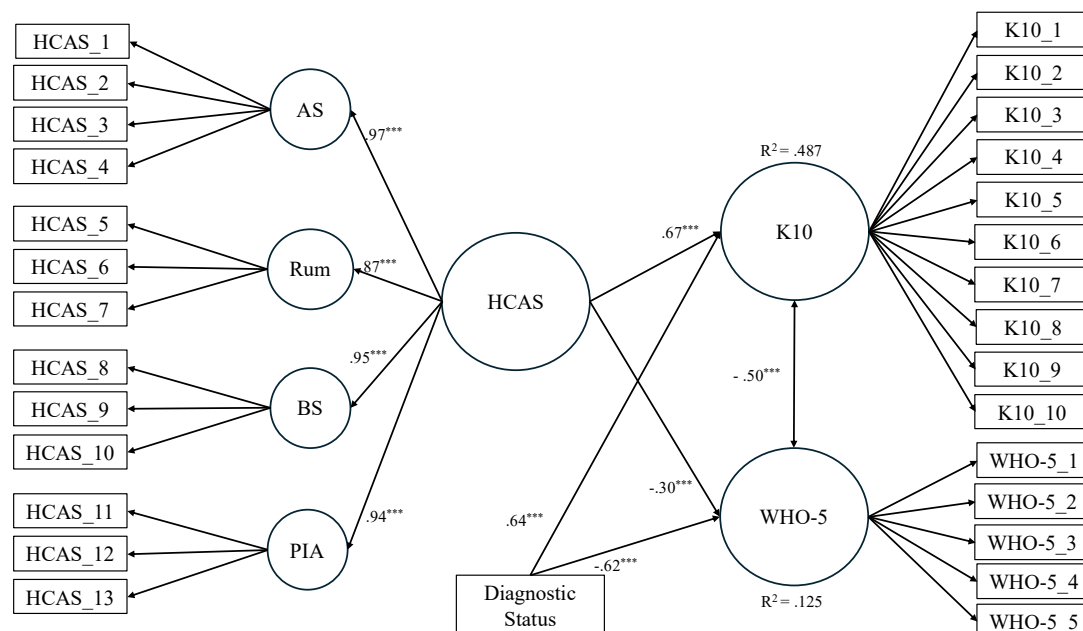 HCAS_1
HCAS_2
HCAS_3
HCAS_4
HCAS_5
HCAS_6
HCAS_7
HCAS_8
HCAS_9
HCAS_10
HCAS_11
HCAS_12
HCAS_13
AS
Rum
BS
PIA
.97***
.87***
.95***
.94***
HCAS
.67***
-.30***
.64***
-.62***
Diagnostic
Status
R² = .487
K10
- .50***
WHO-5
R² = .125
K10_1
K10_2
K10_3
K10_4
K10_5
K10_6
K10_7
K10_8
K10_9
K10_10
WHO-5_1
WHO-5_2
WHO-5_3
WHO-5_4
WHO-5_5